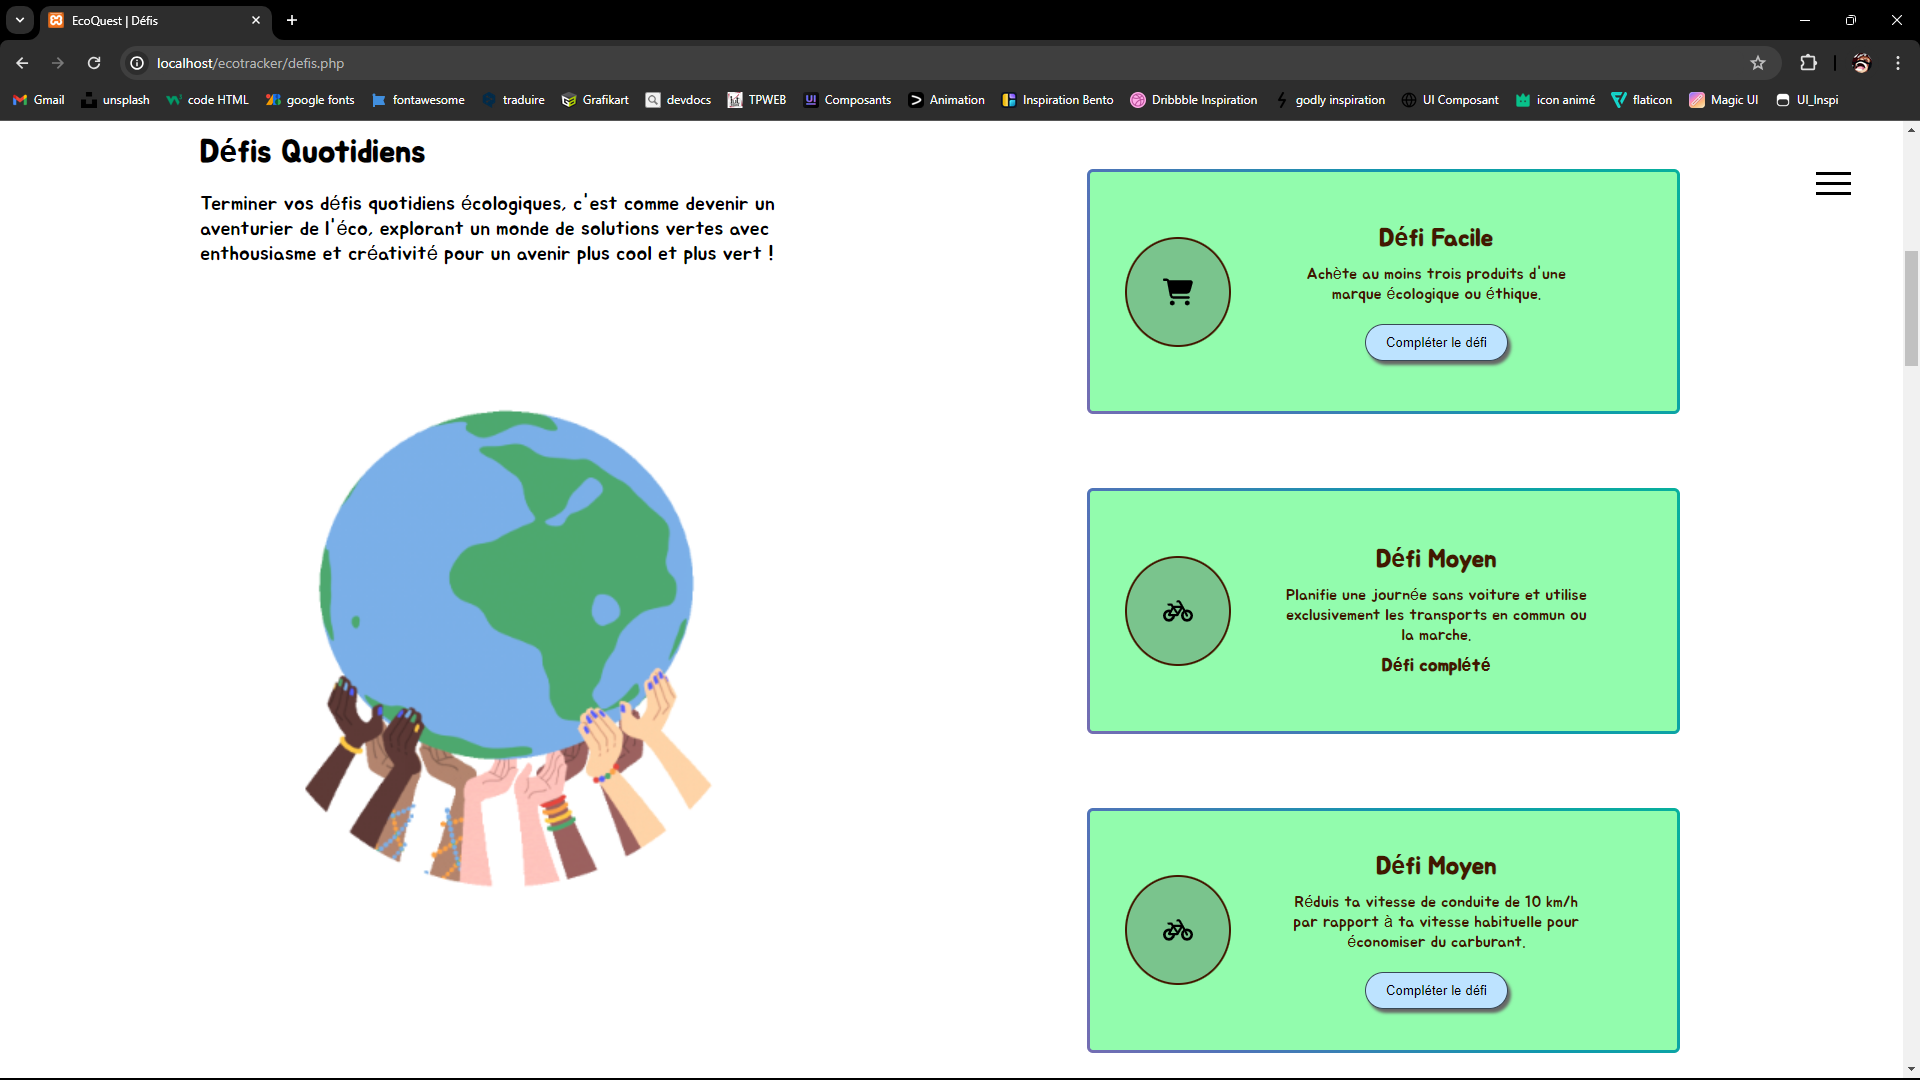 EcoQuest | Défis
localhost/ecotracker/defis.php
Gmail unsplash code HTML google fonts fontawesome traduire Grafikart devdocs TPWEB Composants Animation Inspiration Bento Dribbble Inspiration godly inspiration UI Composant icon animé flaticon Magic UI UI_Inspi
Défis Quotidiens
Terminer vos défis quotidiens écologiques, c'est comme devenir un
aventurier de l'éco, explorant un monde de solutions vertes avec
enthousiasme et créativité pour un avenir plus cool et plus vert !
Défi Facile
Achète au moins trois produits d'une
marque écologique ou éthique.
Compléter le défi
Défi Moyen
Planifie une journée sans voiture et utilise
exclusivement les transports en commun ou
la marche.
Défi complété
Défi Moyen
Réduis ta vitesse de conduite de 10 km/h
par rapport à ta vitesse habituelle pour
économiser du carburant.
Compléter le défi